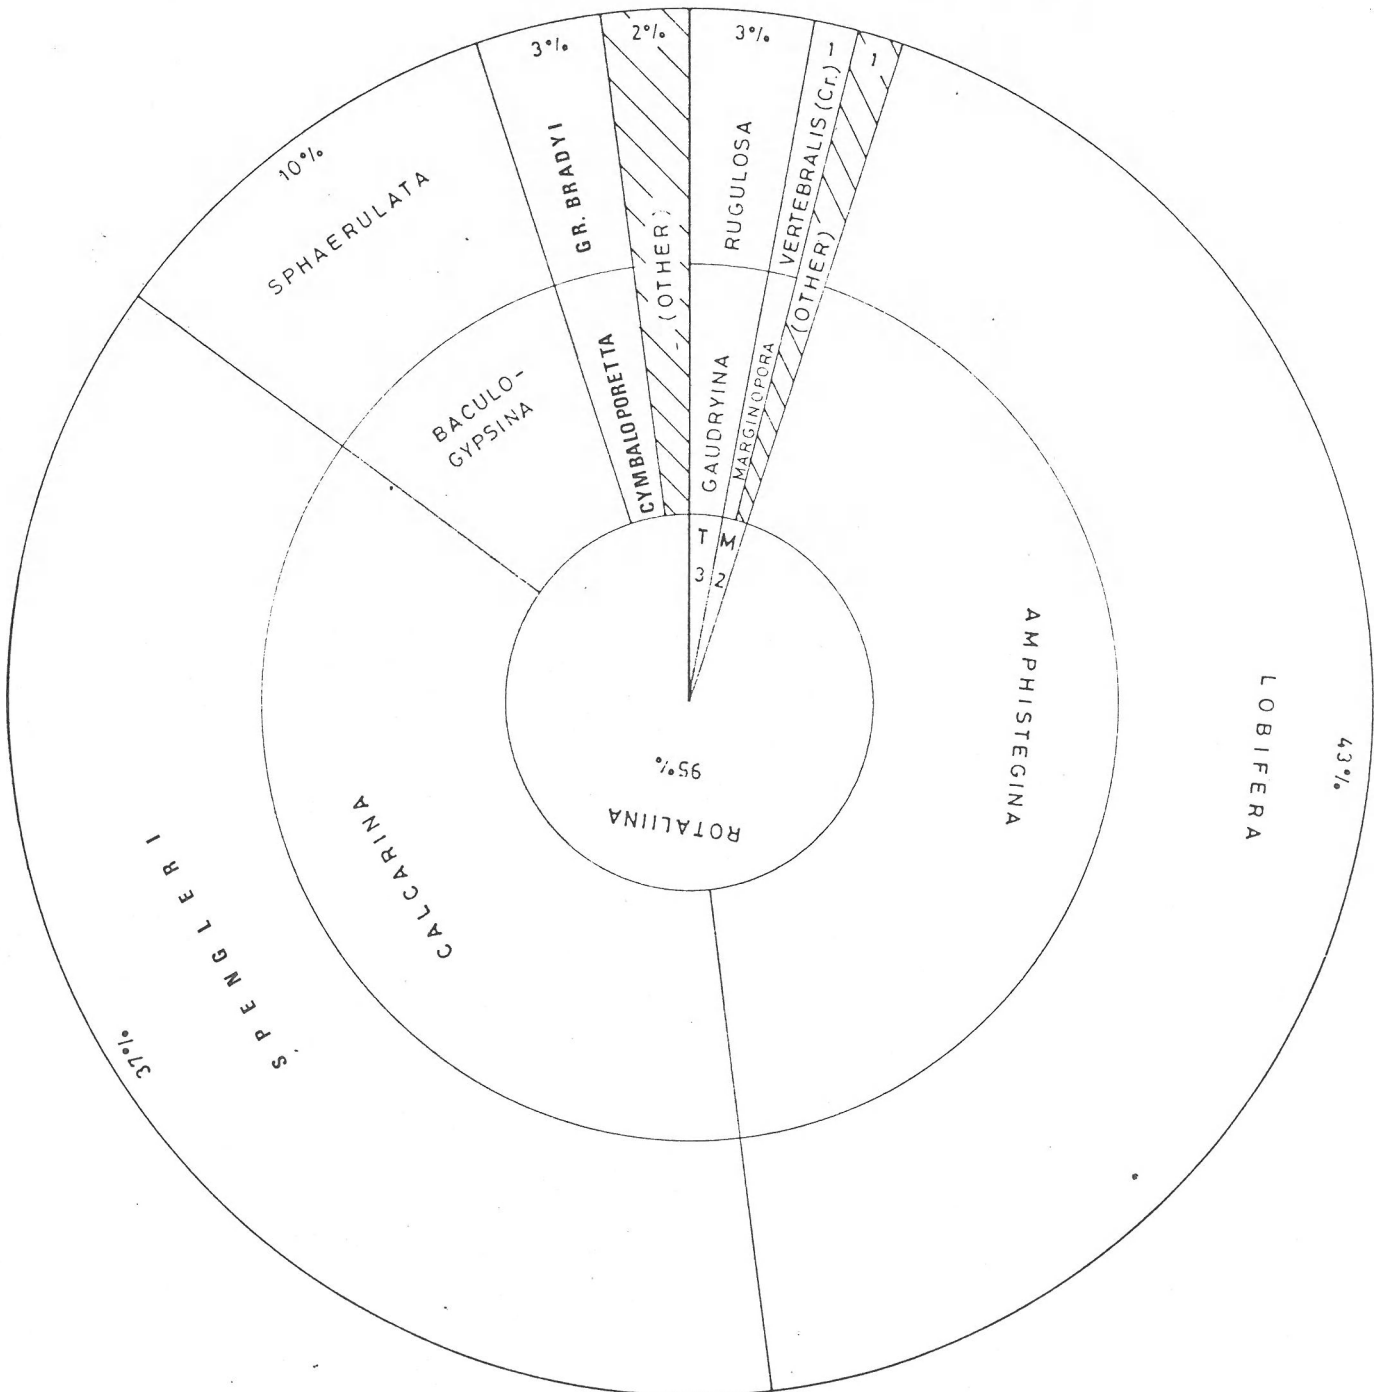 3%
RUGULOSA
GAUDRYINA
T
3
1
VERTEBRALIS (Cr.)
MARGINOPORA
M
2
1
(OTHER)
43%
LOBIFERA
AMPHISTEGINA
95%
ROTALIINA
37%
SPENGLERI
CALCARINA
10%
SPHAERULATA
BACULO-
GYPSINA
3%
GR. BRADYI
CYMBALOPORETTA
2%
(OTHER)